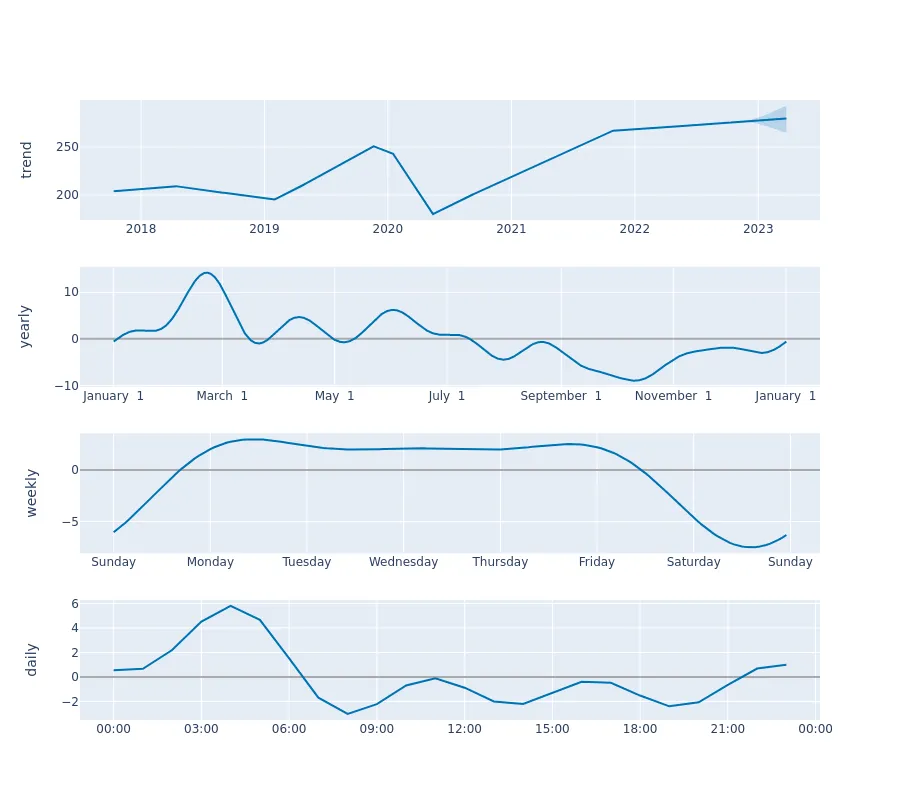 trend
250
200
2018 2019 2020 2021 2022 2023
yearly
10
0
−10
January 1 March 1 May 1 July 1 September 1 November 1 January 1
weekly
0
−5
Sunday Monday Tuesday Wednesday Thursday Friday Saturday Sunday
daily
6
4
2
0
−2
00:00 03:00 06:00 09:00 12:00 15:00 18:00 21:00 00:00